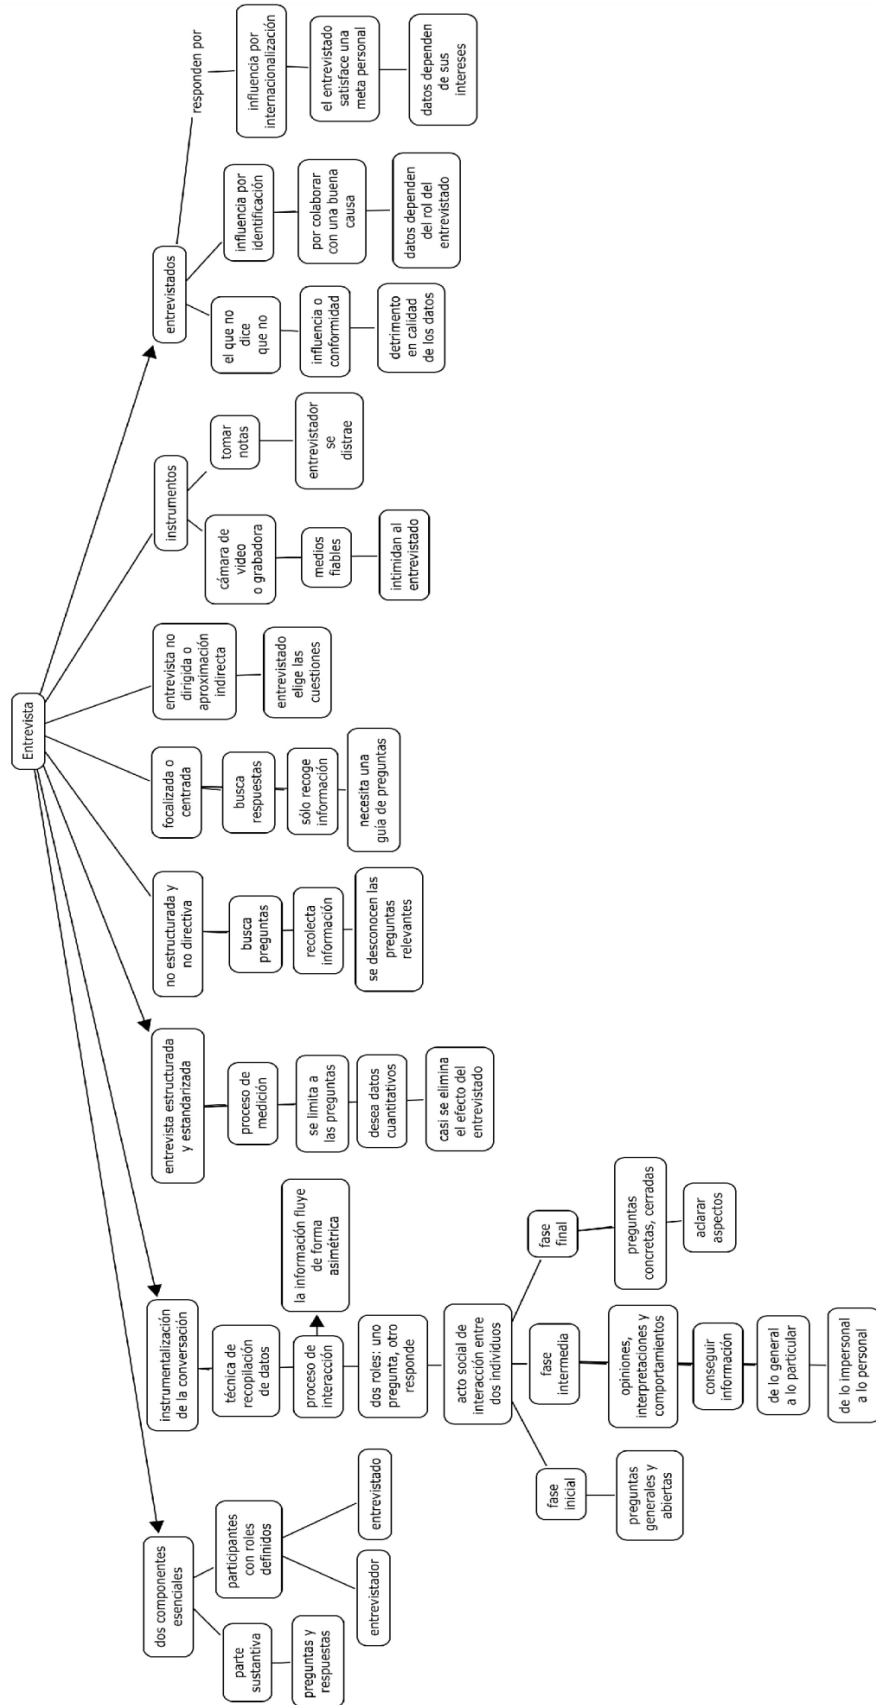 Entrevista
dos componentes
esenciales
parte
sustantiva
preguntas y
respuestas
participantes
con roles
definidos
entrevistador
entrevistado
instrumentalización
de la conversación
técnica de
recopilación
de datos
proceso de
interacción
la información fluye
de forma
asimétrica
dos roles: uno
pregunta, otro
responde
acto social de
interacción entre
dos individuos
fase
inicial
preguntas
generales y
abiertas
fase
intermedia
opiniones,
interpretaciones y
comportamientos
conseguir
información
de lo general
a lo particular
de lo impersonal
a lo personal
fase
final
preguntas
concretas, cerradas
aclarar
aspectos
entrevista estructurada
y estandarizada
proceso de
medición
se limita a
las preguntas
desea datos
cuantitativos
casi se elimina
el efecto del
entrevistado
no estructurada y
no directiva
busca
preguntas
recolecta
información
se desconocen las
preguntas
relevantes
focalizada o
centrada
busca
respuestas
sólo recoge
información
necesita una
guía de preguntas
entrevista no
dirigida o
aproximación
indirecta
entrevistado
elige las
cuestiones
instrumentos
cámara de
video
o grabadora
medios
fiables
intimidan al
entrevistado
tomar
notas
entrevistador
se
distrae
entrevistados
el que no
dice
que no
influencia o
conformidad
detrimento
en calidad
de los datos
influencia por
identificación
por colaborar
con una buena
causa
datos dependen
del rol del
entrevistado
responden por
influencia por
internacionalización
el entrevistado
satisface una
meta personal
datos dependen
de sus
intereses